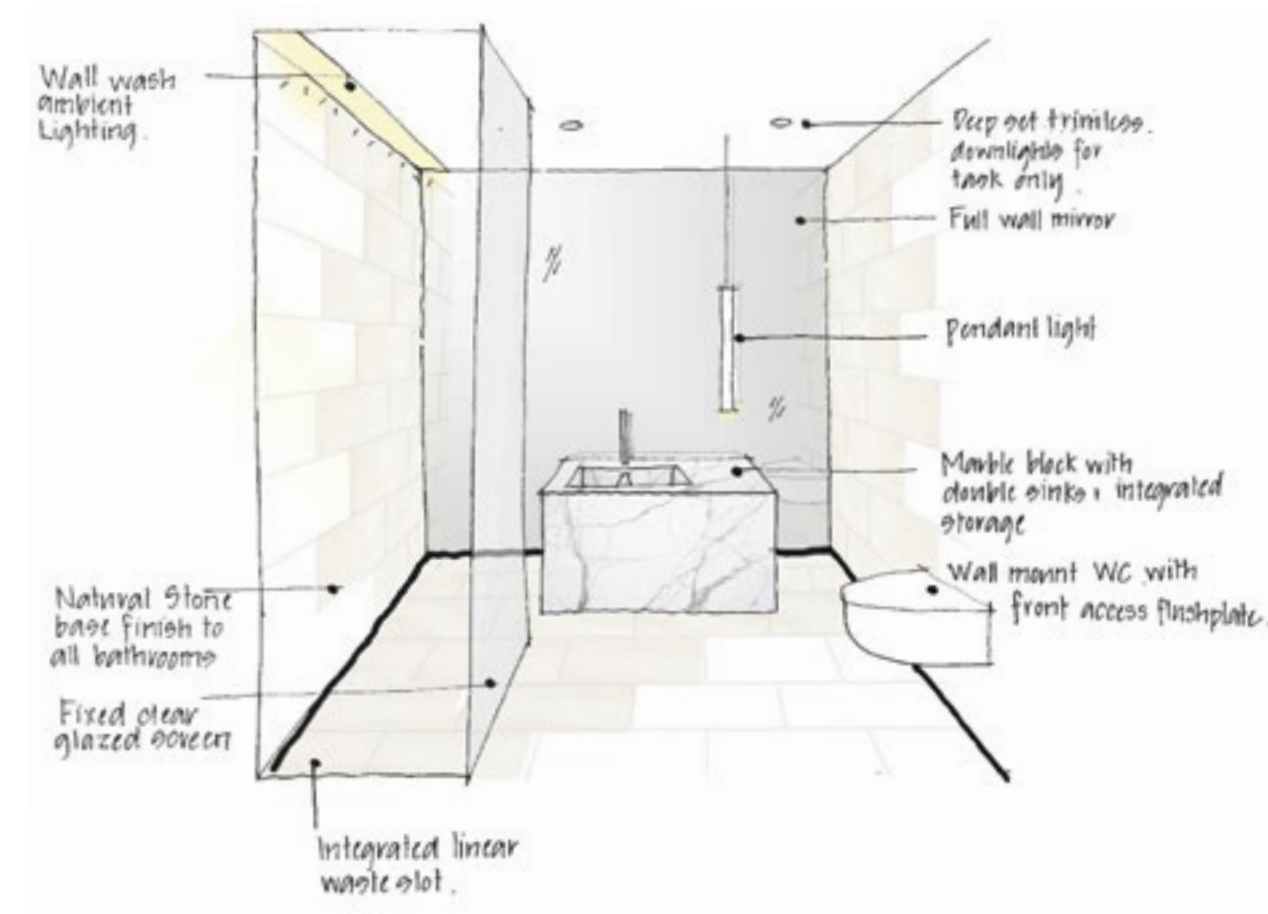 Wall wash
ambient
Lighting.
Deep set trimless.
downlights for
task only.
Full wall mirror
Pendant light
Marble block with
double sinks + integrated
storage
Wall mount WC with
front access flushplate.
Natural Stone
base finish to
all bathrooms
Fixed clear
glazed screen
Integrated linear
waste slot.